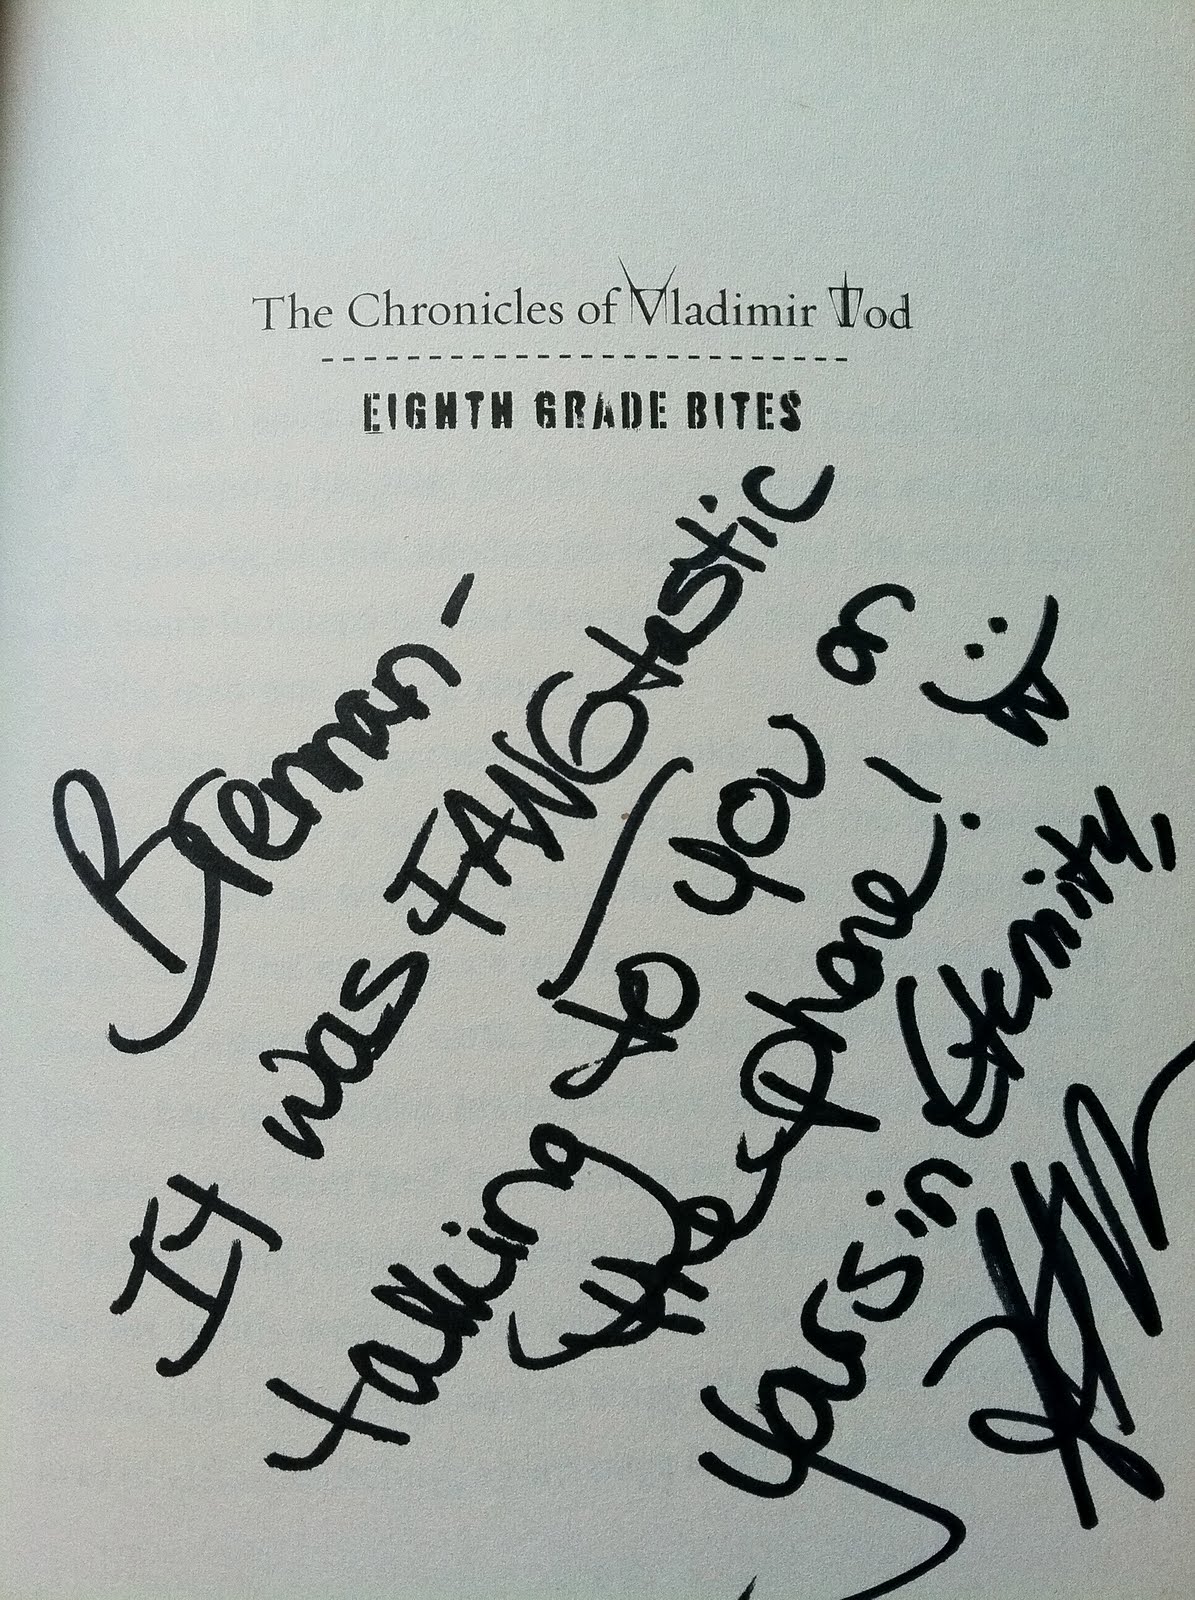 The Chronicles of Vladimir Tod
EIGHTH GRADE BITES
Brennan-
It was FANGtastic
talking to you on
the phone!
Yours in Eternity,